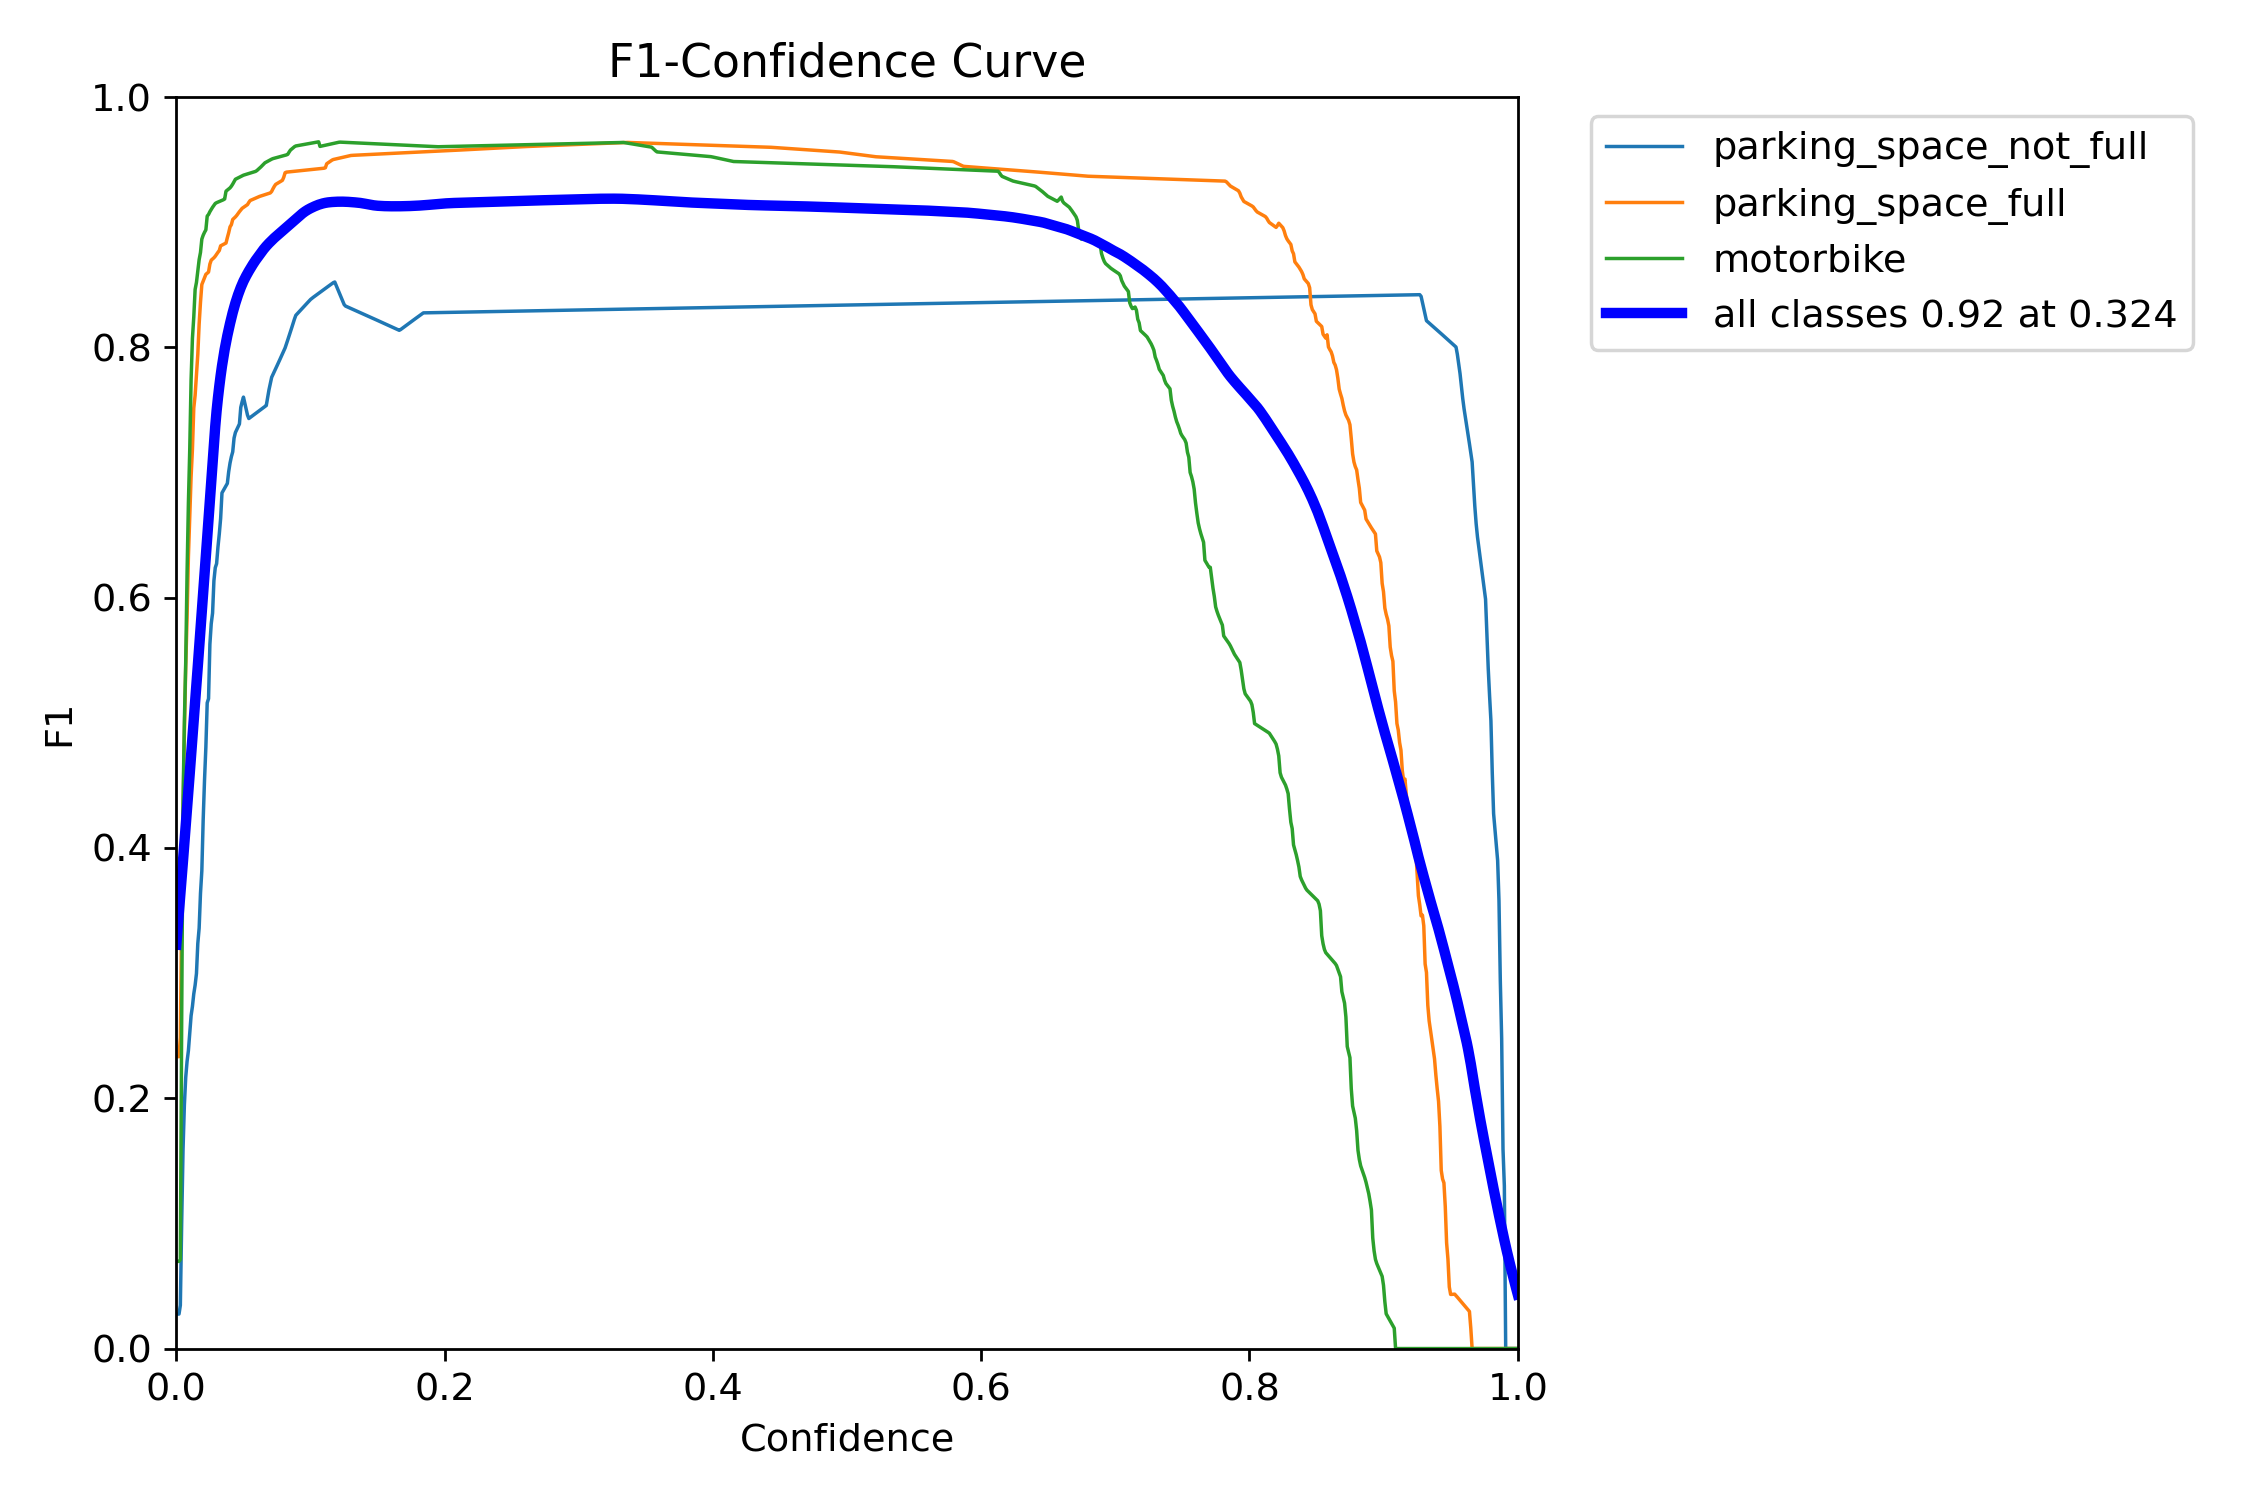 F1-Confidence Curve
1.0
0.8
0.6
0.4
0.2
0.0
F1
0.0 0.2 0.4 0.6 0.8 1.0
Confidence
parking_space_not_full
parking_space_full
motorbike
all classes 0.92 at 0.324